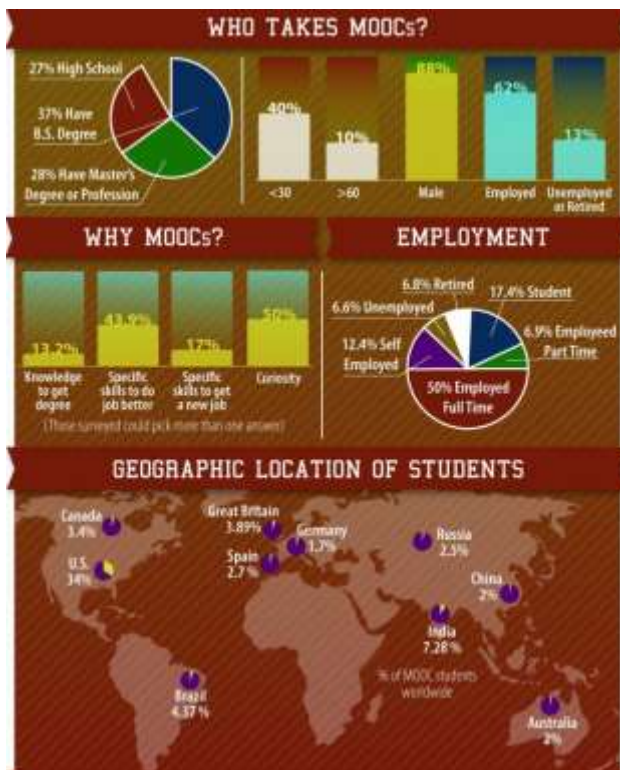 WHO TAKES MOOCs?
27% High School
37% Have
B.S. Degree
28% Have Master's
Degree or Profession
40%
10%
88%
62%
13%
<30
>60
Male
Employed
Unemployed
or Retired
WHY MOOCs?
13.2%
43.9%
17%
50%
Knowledge
to get
degree
Specific
skills to do
job better
Specific
skills to get
a new job
Curiosity
(Those surveyed could pick more than one answer)
EMPLOYMENT
6.8% Retired
17.4% Student
6.6% Unemployed
6.9% Employeed
Part Time
12.4% Self
Employed
50% Employed
Full Time
GEOGRAPHIC LOCATION OF STUDENTS
Canada
3.4%
Great Britain
3.89%
Germany
1.7%
Russia
2.5%
U.S.
34%
Spain
2.7 %
China
2%
India
7.28 %
% of MOOC students
worldwide
Brazil
4.37 %
Australia
2%